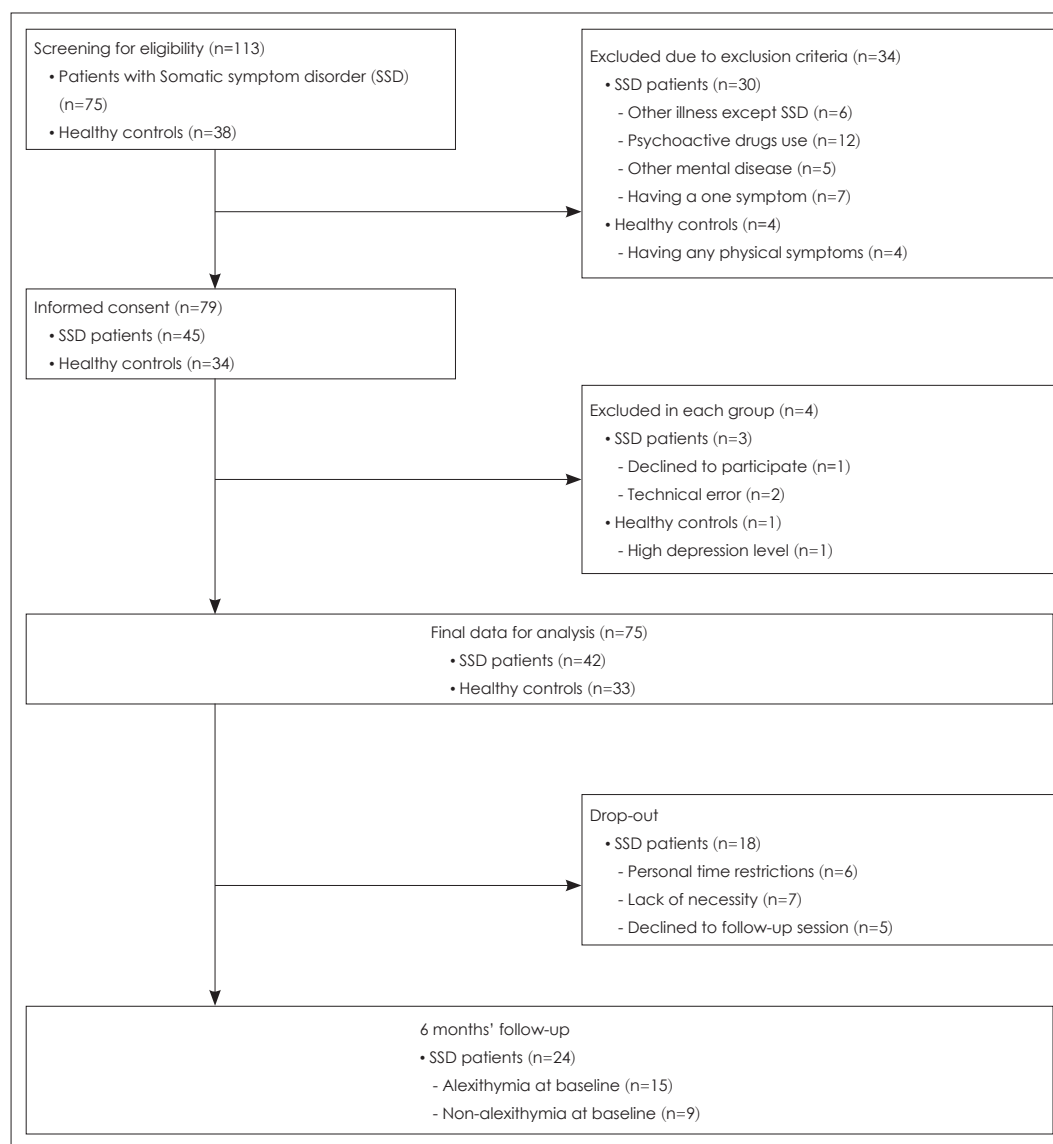 Screening for eligibility (n=113)
• Patients with Somatic symptom disorder (SSD)
(n=75)
• Healthy controls (n=38)
Excluded due to exclusion criteria (n=34)
• SSD patients (n=30)
- Other illness except SSD (n=6)
- Psychoactive drugs use (n=12)
- Other mental disease (n=5)
- Having a one symptom (n=7)
• Healthy controls (n=4)
- Having any physical symptoms (n=4)
Informed consent (n=79)
• SSD patients (n=45)
• Healthy controls (n=34)
Excluded in each group (n=4)
• SSD patients (n=3)
- Declined to participate (n=1)
- Technical error (n=2)
• Healthy controls (n=1)
- High depression level (n=1)
Final data for analysis (n=75)
• SSD patients (n=42)
• Healthy controls (n=33)
Drop-out
• SSD patients (n=18)
- Personal time restrictions (n=6)
- Lack of necessity (n=7)
- Declined to follow-up session (n=5)
6 months’ follow-up
• SSD patients (n=24)
- Alexithymia at baseline (n=15)
- Non-alexithymia at baseline (n=9)